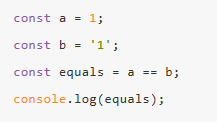 const a = 1;
const b = '1';
const equals = a == b;
console.log(equals);